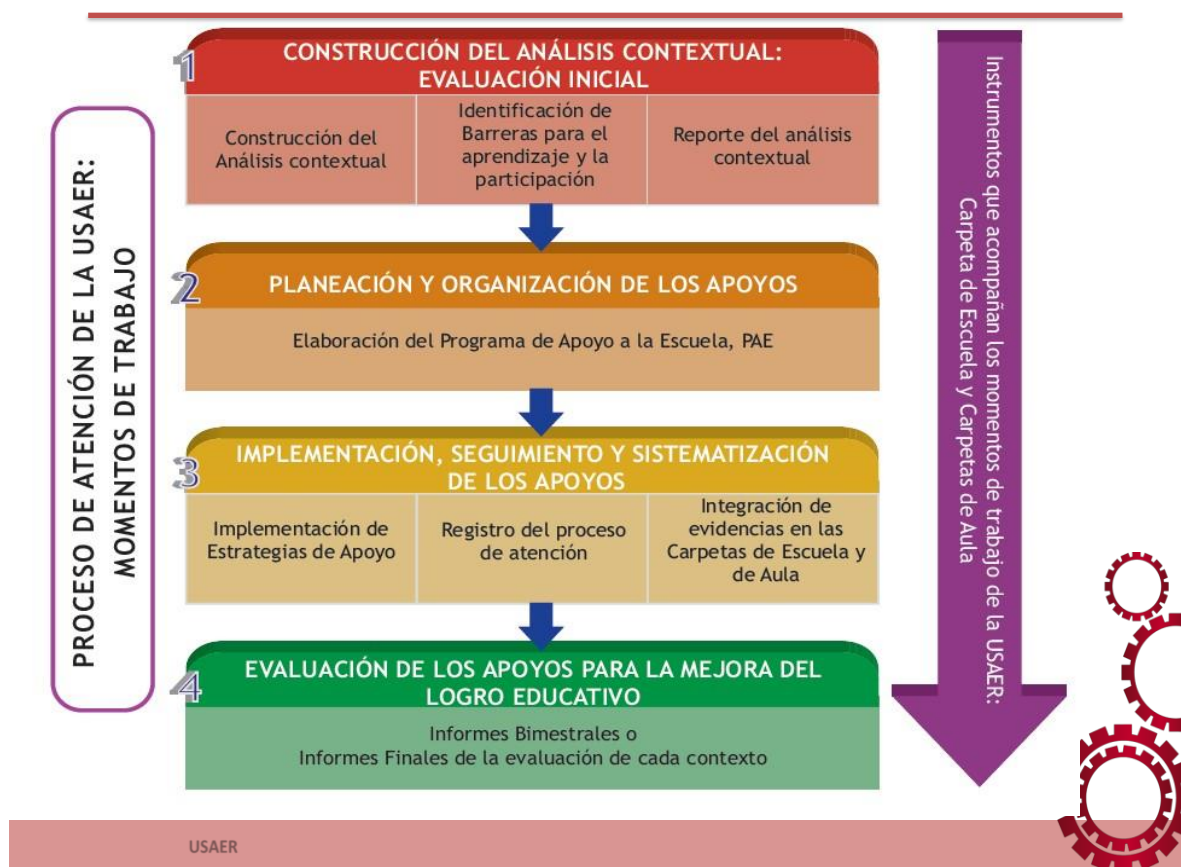 PROCESO DE ATENCIÓN DE LA USAER:
MOMENTOS DE TRABAJO
1
CONSTRUCCIÓN DEL ANÁLISIS CONTEXTUAL:
EVALUACIÓN INICIAL
Construcción del
Análisis contextual
Identificación de
Barreras para el
aprendizaje y la
participación
Reporte del análisis
contextual
2
PLANEACIÓN Y ORGANIZACIÓN DE LOS APOYOS
Elaboración del Programa de Apoyo a la Escuela, PAE
3
IMPLEMENTACIÓN, SEGUIMIENTO Y SISTEMATIZACIÓN
DE LOS APOYOS
Implementación de
Estrategias de Apoyo
Registro del proceso
de atención
Integración de
evidencias en las
Carpetas de Escuela y
de Aula
4
EVALUACIÓN DE LOS APOYOS PARA LA MEJORA DEL
LOGRO EDUCATIVO
Informes Bimestrales o
Informes Finales de la evaluación de cada contexto
Instrumentos que acompañan los momentos de trabajo de la USAER:
Carpeta de Escuela y Carpetas de Aula
USAER